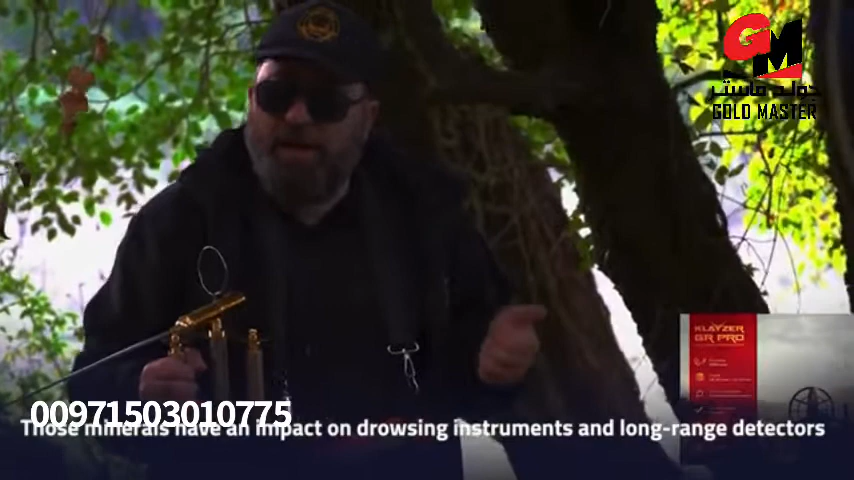 GM
جولد ماستر
GOLD MASTER
KLAYZER
GR PRO
00971503010775
Those minerals have an impact on drowsing instruments and long-range detectors